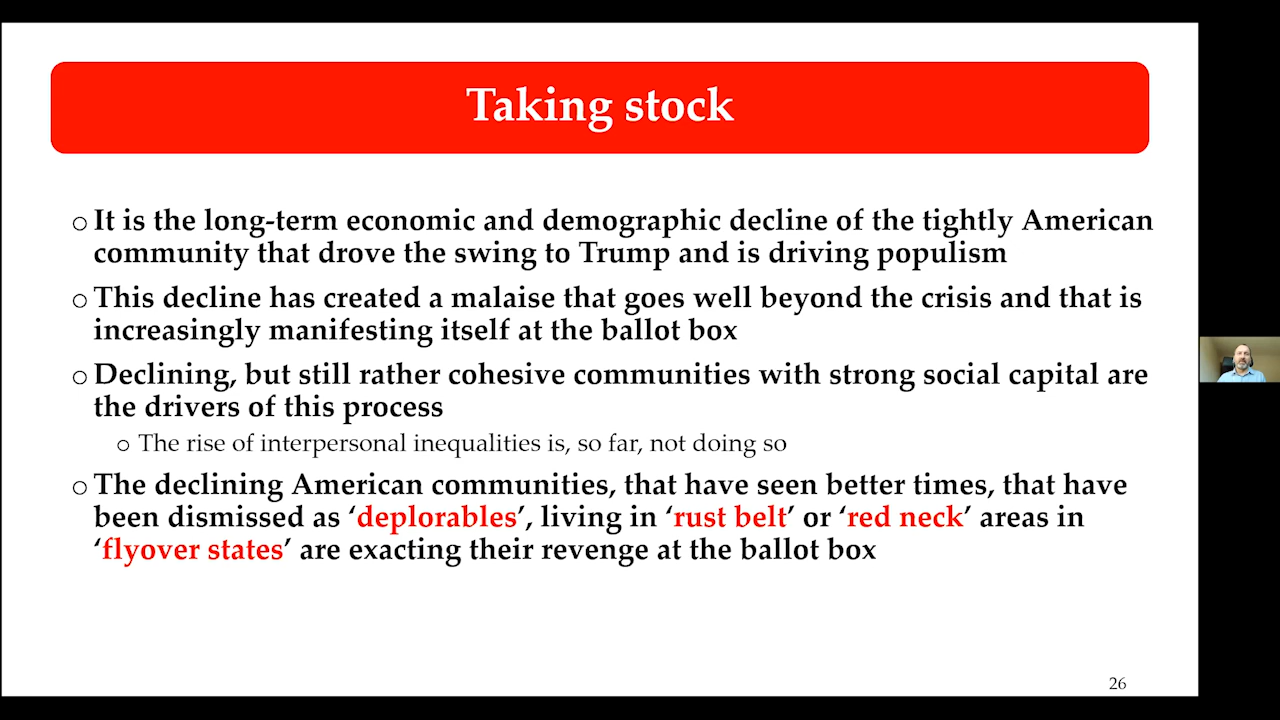 Taking stock
○ It is the long-term economic and demographic decline of the tightly American
community that drove the swing to Trump and is driving populism
○ This decline has created a malaise that goes well beyond the crisis and that is
increasingly manifesting itself at the ballot box
○ Declining, but still rather cohesive communities with strong social capital are
the drivers of this process
○ The rise of interpersonal inequalities is, so far, not doing so
○ The declining American communities, that have seen better times, that have
been dismissed as ‘deplorables’, living in ‘rust belt’ or ‘red neck’ areas in
‘flyover states’ are exacting their revenge at the ballot box
26